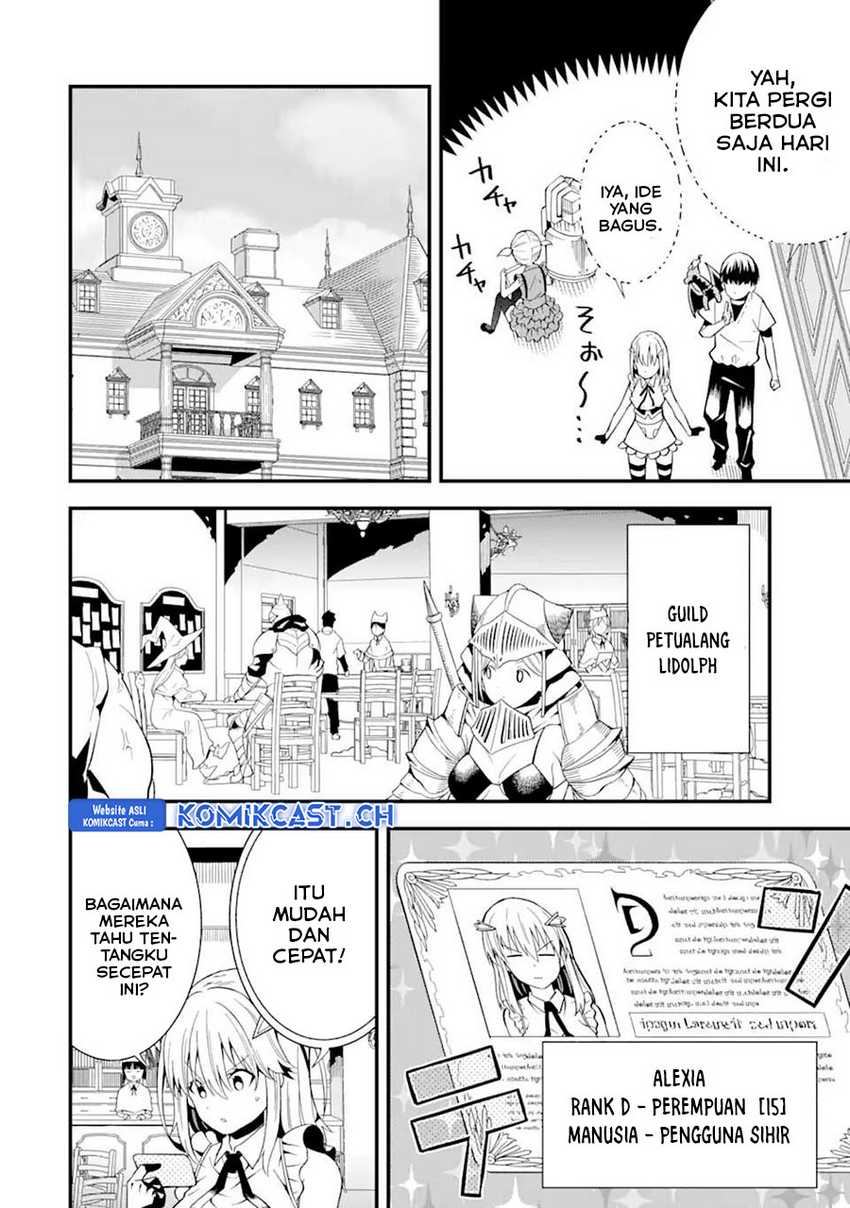 YAH,
KITA PERGI
BERDUA
SAJA HARI
INI.
IYA, IDE
YANG
BAGUS.
カチャ
カチャ
そお〜…
GUILD
PETUALANG
LIDOLPH
Website ASLI
KOMIKCAST Cuma :
KOMIKCAST.CH
D
ALEXIA
RANK D - PEREMPUAN [15]
MANUSIA - PENGGUNA SIHIR
ITU
MUDAH
DAN
CEPAT!
BAGAIMANA
MEREKA
TAHU TEN-
TANGKU
SECEPAT
INI?